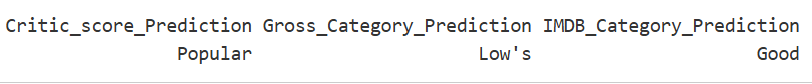 Critic_score_Prediction Gross_Category_Prediction IMDB_Category_Prediction
Popular Low's Good